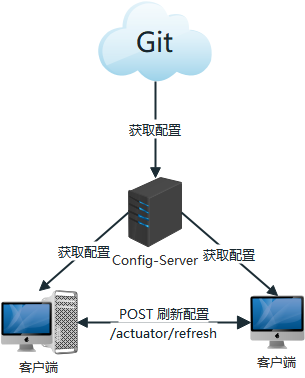 Git
获取配置
Config-Server
获取配置
获取配置
POST 刷新配置
/actuator/refresh
客户端
客户端